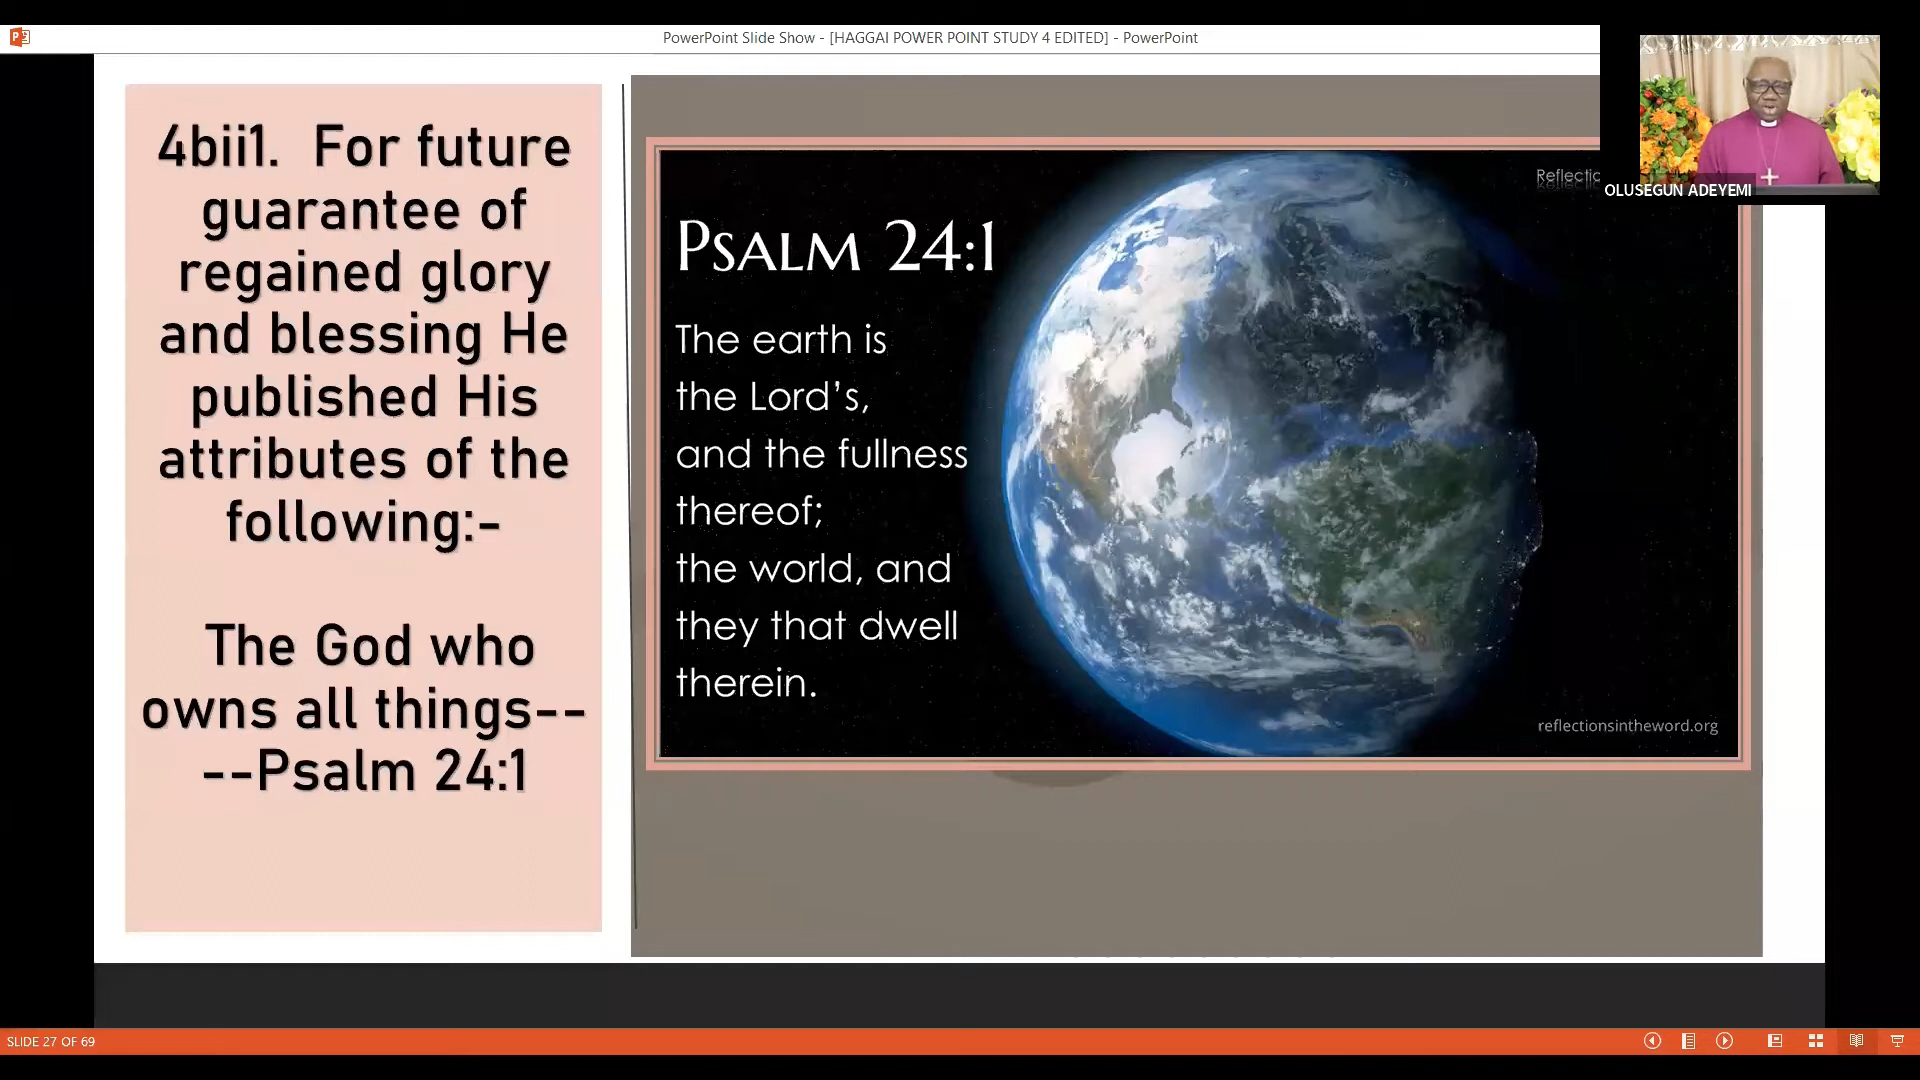 PowerPoint Slide Show - [HAGGAI POWER POINT STUDY 4 EDITED] - PowerPoint
4bii1. For future
guarantee of
regained glory
and blessing He
published His
attributes of the
following:-
The God who
owns all things--
--Psalm 24:1
PSALM 24:1
The earth is
the Lord’s,
and the fullness
thereof;
the world, and
they that dwell
therein.
reflectionsintheword.org
OLUSEGUN ADEYEMI
SLIDE 27 OF 69